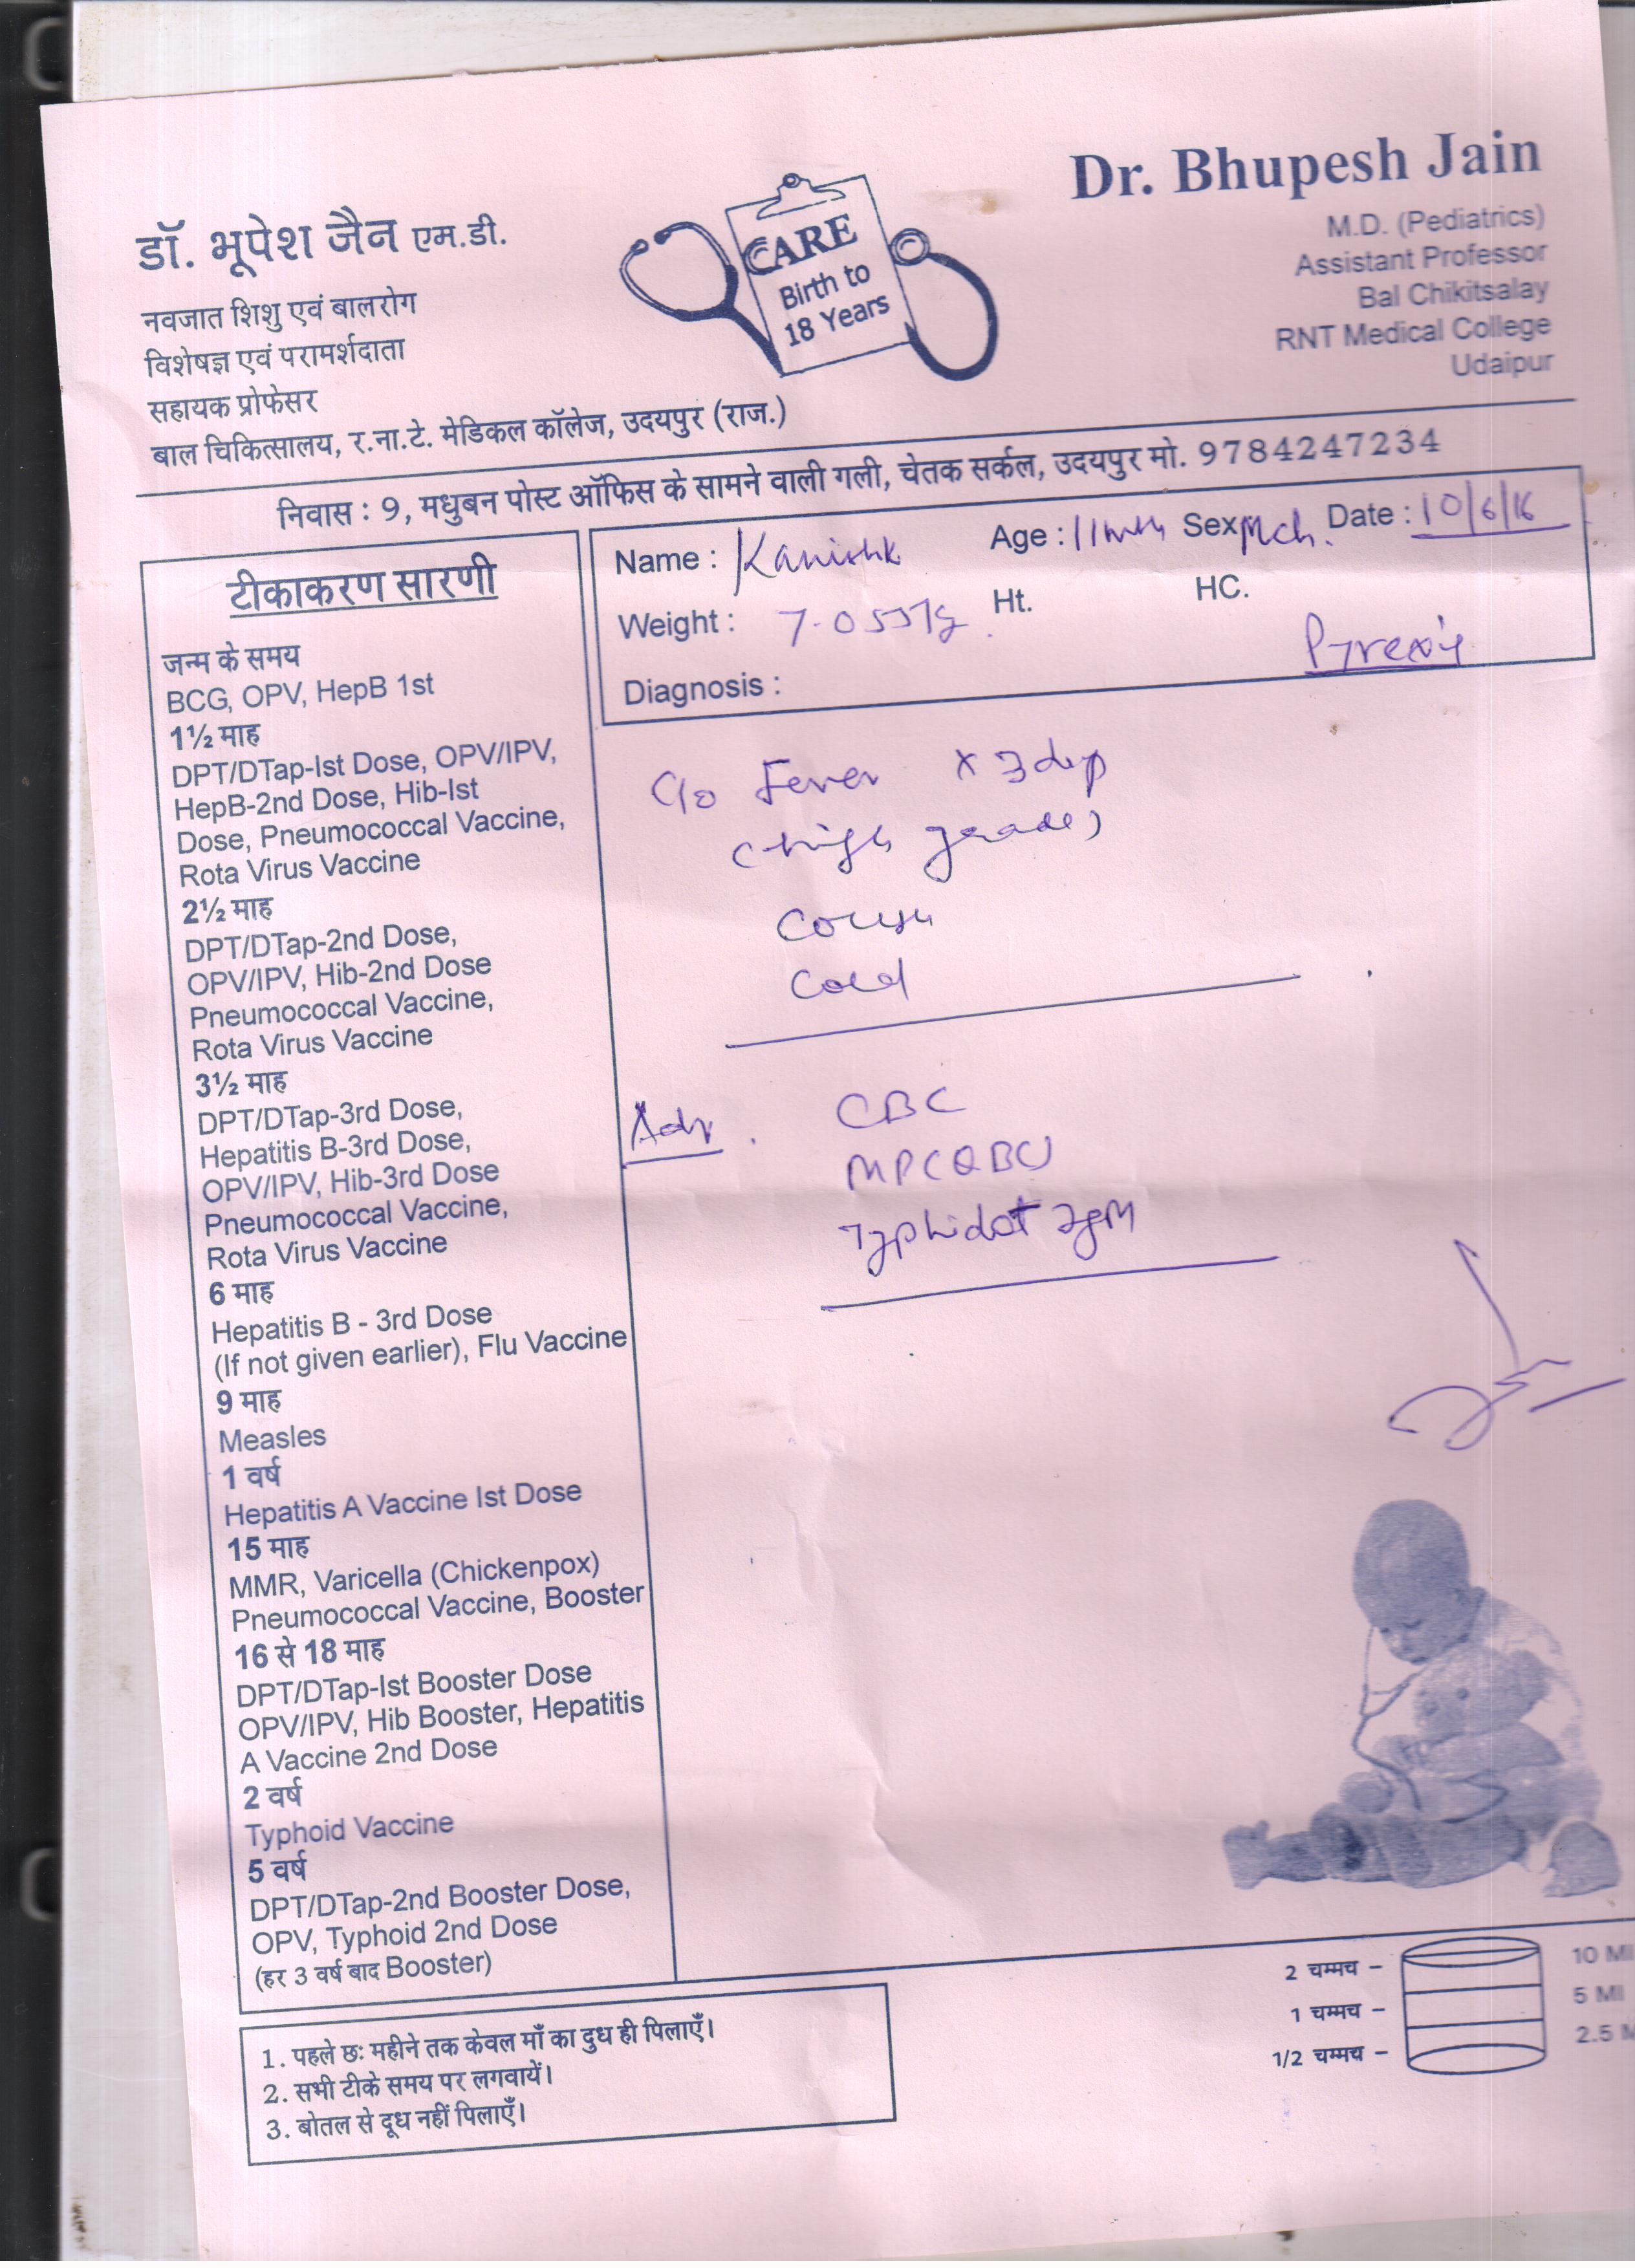 डॉ. भूपेश जैन एम.डी.
नवजात शिशु एवं बालरोग
विशेषज्ञ एवं परामर्शदाता
सहायक प्रोफेसर
बाल चिकित्सालय, र.ना.टे. मेडिकल कॉलेज, उदयपुर (राज.)
CARE
Birth to
18 Years
Dr. Bhupesh Jain
M.D. (Pediatrics)
Assistant Professor
Bal Chikitsalay
RNT Medical College
Udaipur
निवास : 9, मधुबन पोस्ट ऑफिस के सामने वाली गली, चेतक सर्कल, उदयपुर मो. 9784247234
Name : Kanishk Age : 11 mth Sex Mch. Date : 10/6/16
Weight : Ht. HC.
Pyrexia
Diagnosis :
C/o Fever x 3 days
(high grade)
Cough
Cold
Adv. CBC
MP(QBC)
Typhidot IgM
टीकाकरण सारणी
जन्म के समय
BCG, OPV, HepB 1st
1½ माह
DPT/DTap-Ist Dose, OPV/IPV,
HepB-2nd Dose, Hib-Ist
Dose, Pneumococcal Vaccine,
Rota Virus Vaccine
2½ माह
DPT/DTap-2nd Dose,
OPV/IPV, Hib-2nd Dose
Pneumococcal Vaccine,
Rota Virus Vaccine
3½ माह
DPT/DTap-3rd Dose,
Hepatitis B-3rd Dose,
OPV/IPV, Hib-3rd Dose
Pneumococcal Vaccine,
Rota Virus Vaccine
6 माह
Hepatitis B - 3rd Dose
(If not given earlier), Flu Vaccine
9 माह
Measles
1 वर्ष
Hepatitis A Vaccine Ist Dose
15 माह
MMR, Varicella (Chickenpox)
Pneumococcal Vaccine, Booster
16 से 18 माह
DPT/DTap-Ist Booster Dose
OPV/IPV, Hib Booster, Hepatitis
A Vaccine 2nd Dose
2 वर्ष
Typhoid Vaccine
5 वर्ष
DPT/DTap-2nd Booster Dose,
OPV, Typhoid 2nd Dose
(हर 3 वर्ष बाद Booster)
1. पहले छः महीने तक केवल माँ का दुध ही पिलाएँ।
2. सभी टीके समय पर लगवायें।
3. बोतल से दूध नहीं पिलाएँ।
2 चम्मच – 10 Ml
1 चम्मच – 5 Ml
1/2 चम्मच – 2.5 M